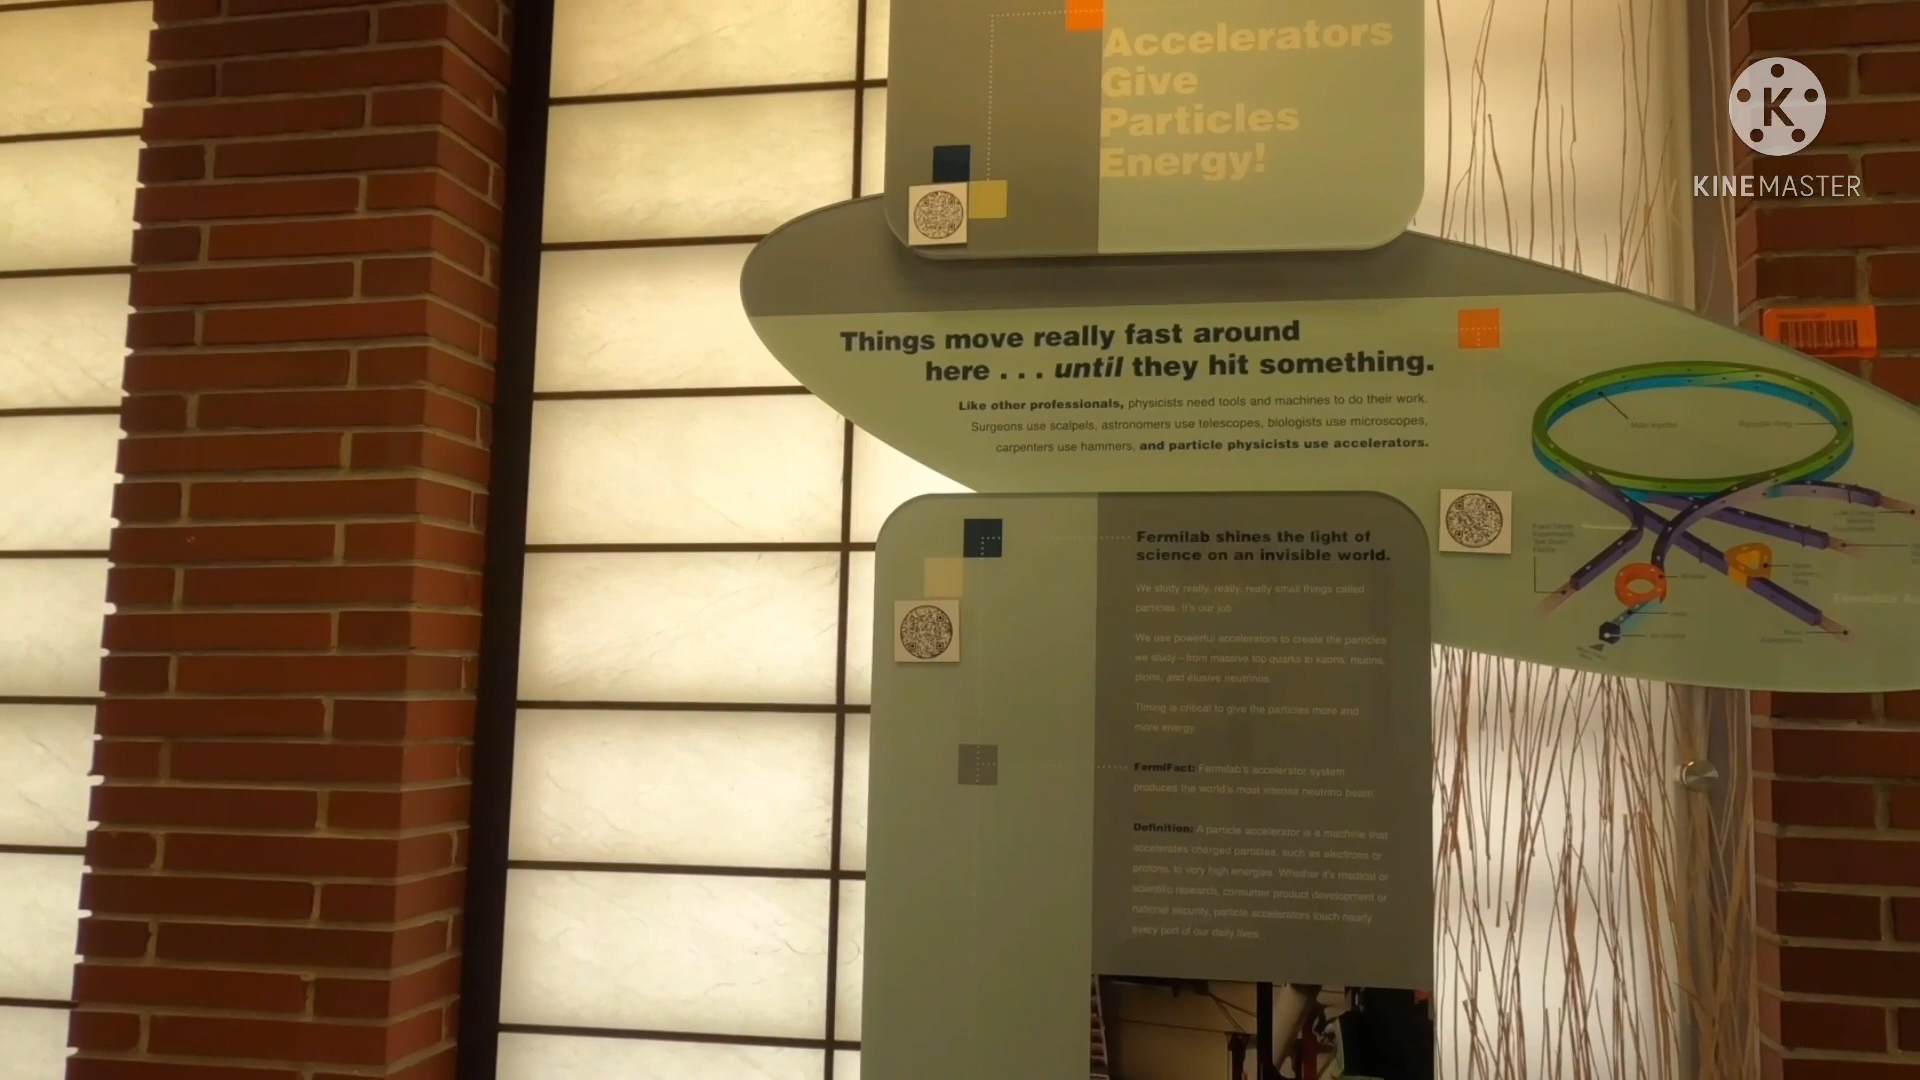 Accelerators
Give
Particles
Energy!
KINEMASTER
Things move really fast around
here . . . until they hit something.
Like other professionals, physicists need tools and machines to do their work.
Surgeons use scalpels, astronomers use telescopes, biologists use microscopes,
carpenters use hammers, and particle physicists use accelerators.
Main Injector
Recycler Ring
Fermilab shines the light of
science on an invisible world.
We study really, really, really small things called
particles. It's our job.
We use powerful accelerators to create the particles
we study—from massive top quarks to kaons, muons,
pions, and elusive neutrinos.
Timing is critical to give the particles more and
more energy.
FermiFact: Fermilab's accelerator system
produces the world's most intense neutrino beam.
Definition: A particle accelerator is a machine that
accelerates charged particles, such as electrons or
protons, to very high energies. Whether it's medical or
scientific research, consumer product development or
national security, particle accelerators touch nearly
every part of our daily lives.